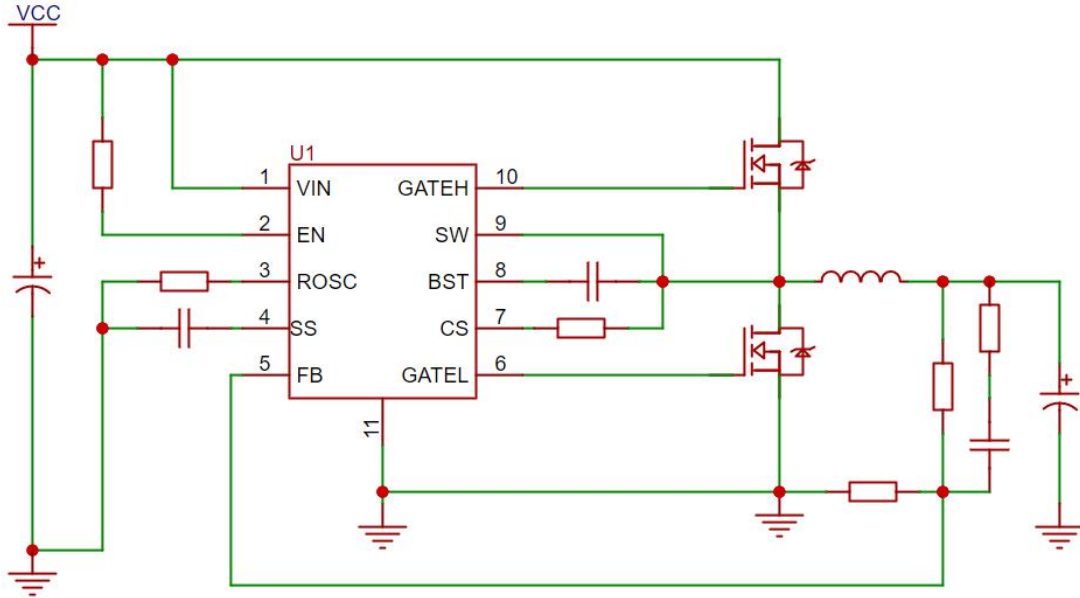 VCC
U1
1 VIN GATEH 10
2 EN SW 9
3 ROSC BST 8
4 SS CS 7
5 FB GATEL 6
11
+
+